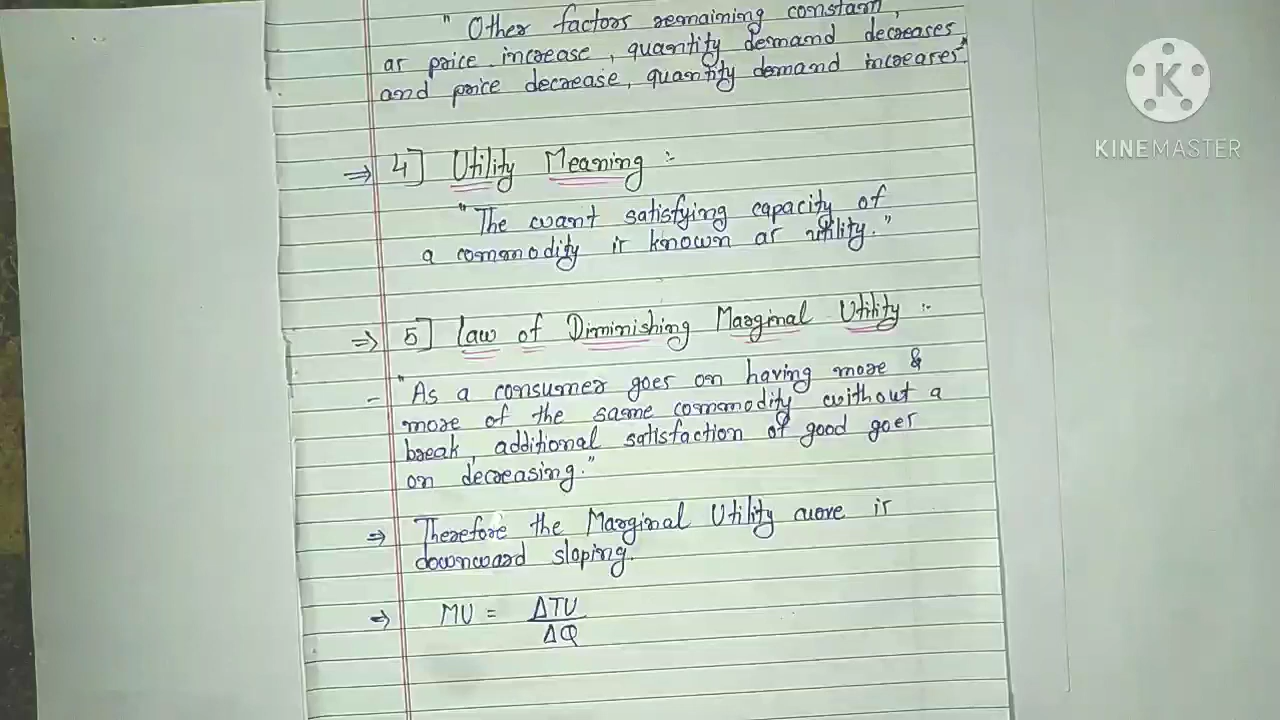 " Other factors remaining constant,
as price increase, quantity demand decreases
and price decrease, quantity demand increases"
⇒ 4] Utility Meaning :-
"The want satisfying capacity of
a commodity is known as utility."
⇒ 5] Law of Diminishing Marginal Utility :-
- "As a consumer goes on having more &
more of the same commodity without a
break, additional satisfaction of good goes
on decreasing."
⇒ Therefore the Marginal Utility curve is
downward sloping.
⇒ MU = ΔTU
ΔQ
K
KINEMASTER